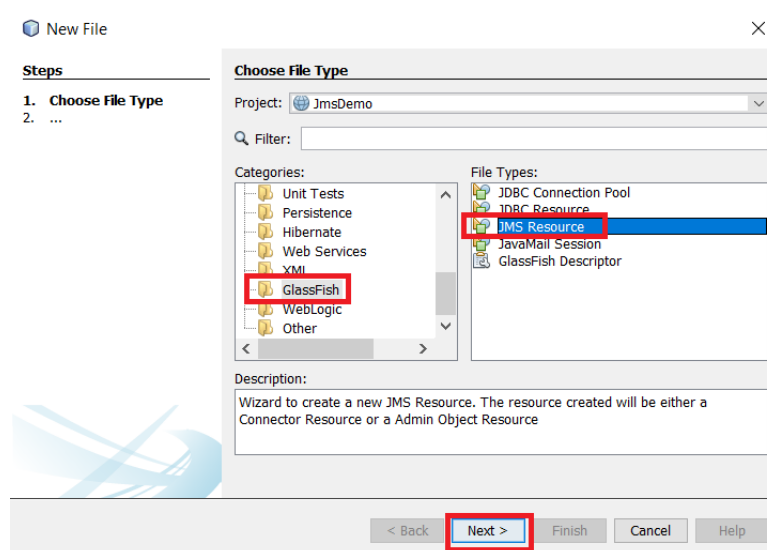 New File
Steps
1. Choose File Type
2. ...
Choose File Type
Project: JmsDemo
Filter:
Categories:
Unit Tests
Persistence
Hibernate
Web Services
XML
GlassFish
WebLogic
Other
File Types:
JDBC Connection Pool
JDBC Resource
JMS Resource
JavaMail Session
GlassFish Descriptor
Description:
Wizard to create a new JMS Resource. The resource created will be either a
Connector Resource or a Admin Object Resource
< Back Next > Finish Cancel Help